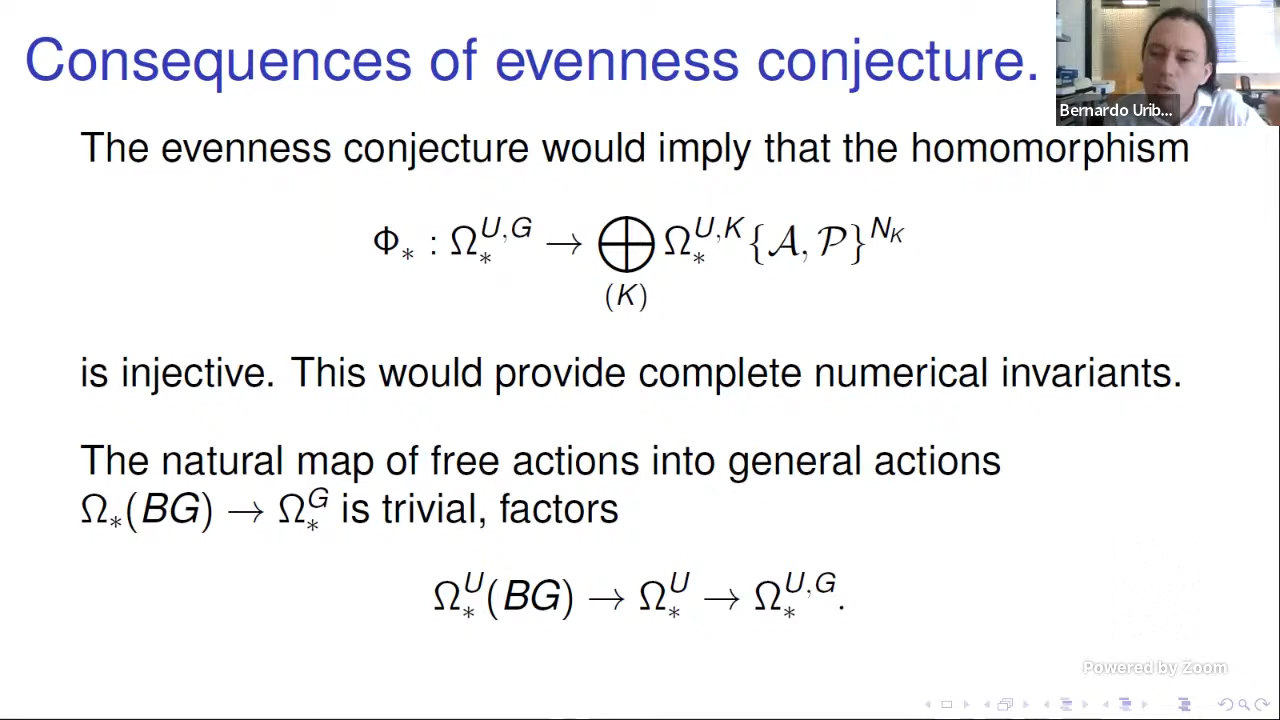 Consequences of evenness conjecture.
Bernardo Urib...
The evenness conjecture would imply that the homomorphism
Φ∗ : Ω∗^{U,G} → ⊕_{(K)} Ω∗^{U,K}{𝒜, 𝒫}^{N_K}
is injective. This would provide complete numerical invariants.
The natural map of free actions into general actions
Ω∗(BG) → Ω∗^G is trivial, factors
Ω∗^U(BG) → Ω∗^U → Ω∗^{U,G}.
Powered by Zoom